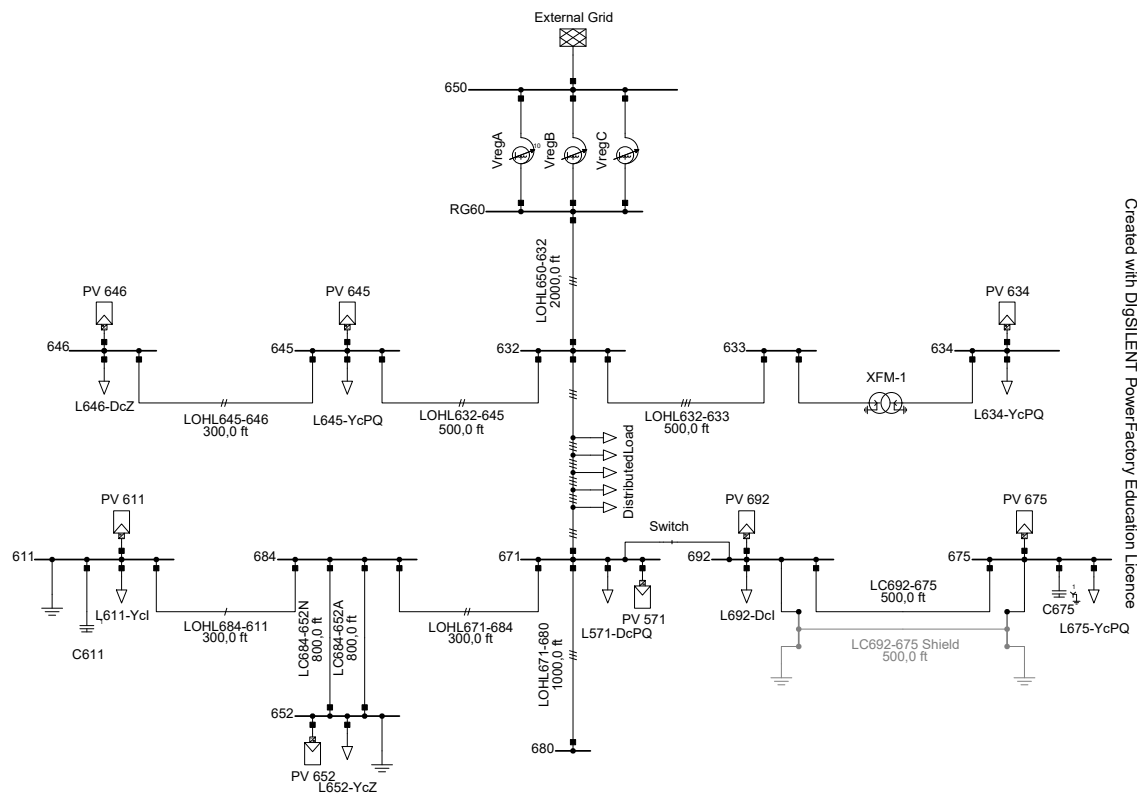 External Grid
650
VregA
10
VregB
VregC
RG60
LOHL650-632
2000,0 ft
PV 646
PV 645
PV 634
646
645
632
633
634
XFM-1
L646-DcZ
LOHL645-646
300,0 ft
L645-YcPQ
LOHL632-645
500,0 ft
LOHL632-633
500,0 ft
L634-YcPQ
DistributedLoad
PV 611
PV 692
PV 675
Switch
611
684
671
692
675
L611-YcI
C611
LOHL684-611
300,0 ft
LC684-652N
800,0 ft
LC684-652A
800,0 ft
LOHL671-684
300,0 ft
L571-DcPQ
PV 571
LOHL671-680
1000,0 ft
L692-DcI
LC692-675
500,0 ft
LC692-675 Shield
500,0 ft
C675
1
L675-YcPQ
652
PV 652
L652-YcZ
680
Created with DIgSILENT PowerFactory Education Licence